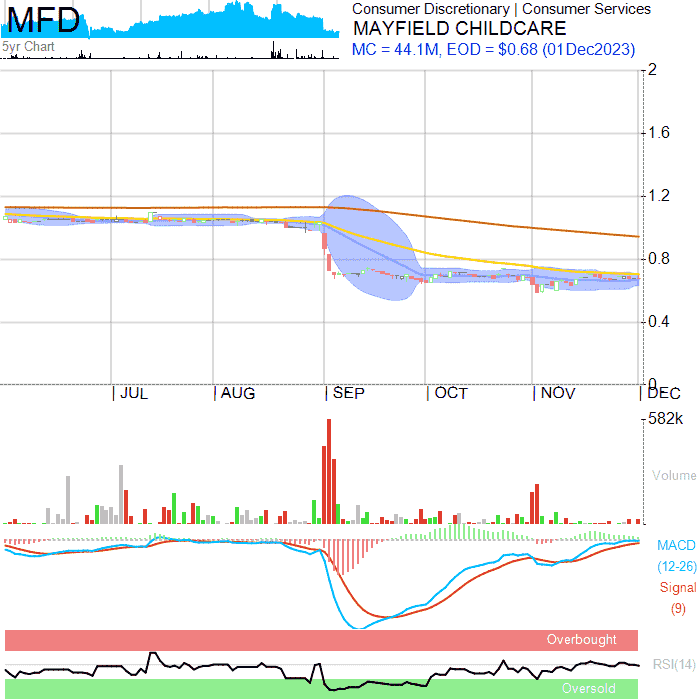 MFD
5yr Chart
Consumer Discretionary | Consumer Services
MAYFIELD CHILDCARE
MC = 44.1M, EOD = $0.68 (01Dec2023)
2
1.6
1.2
0.8
0.4
0
JUL AUG SEP OCT NOV DEC
582k
Volume
MACD
(12-26)
Signal
(9)
Overbought
RSI(14)
Oversold